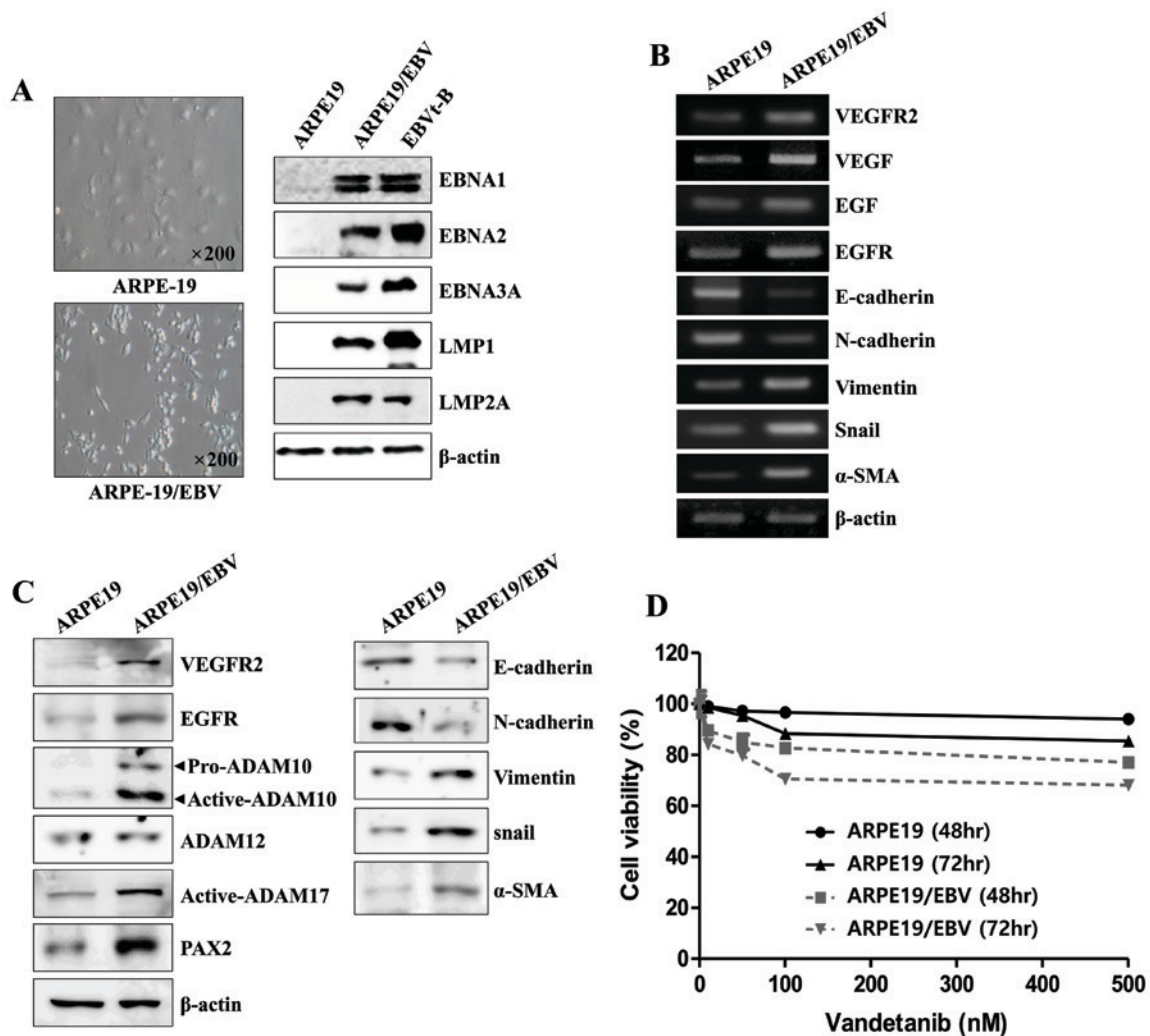 A
×200
ARPE-19
×200
ARPE-19/EBV
ARPE19
ARPE19/EBV
EBVt-B
EBNA1
EBNA2
EBNA3A
LMP1
LMP2A
β-actin
B
ARPE19
ARPE19/EBV
VEGFR2
VEGF
EGF
EGFR
E-cadherin
N-cadherin
Vimentin
Snail
α-SMA
β-actin
C
ARPE19
ARPE19/EBV
VEGFR2
EGFR
Pro-ADAM10
Active-ADAM10
ADAM12
Active-ADAM17
PAX2
β-actin
ARPE19
ARPE19/EBV
E-cadherin
N-cadherin
Vimentin
snail
α-SMA
D
Cell viability (%)
120
100
80
60
40
20
0
ARPE19 (48hr)
ARPE19 (72hr)
ARPE19/EBV (48hr)
ARPE19/EBV (72hr)
0 100 200 300 400 500
Vandetanib (nM)